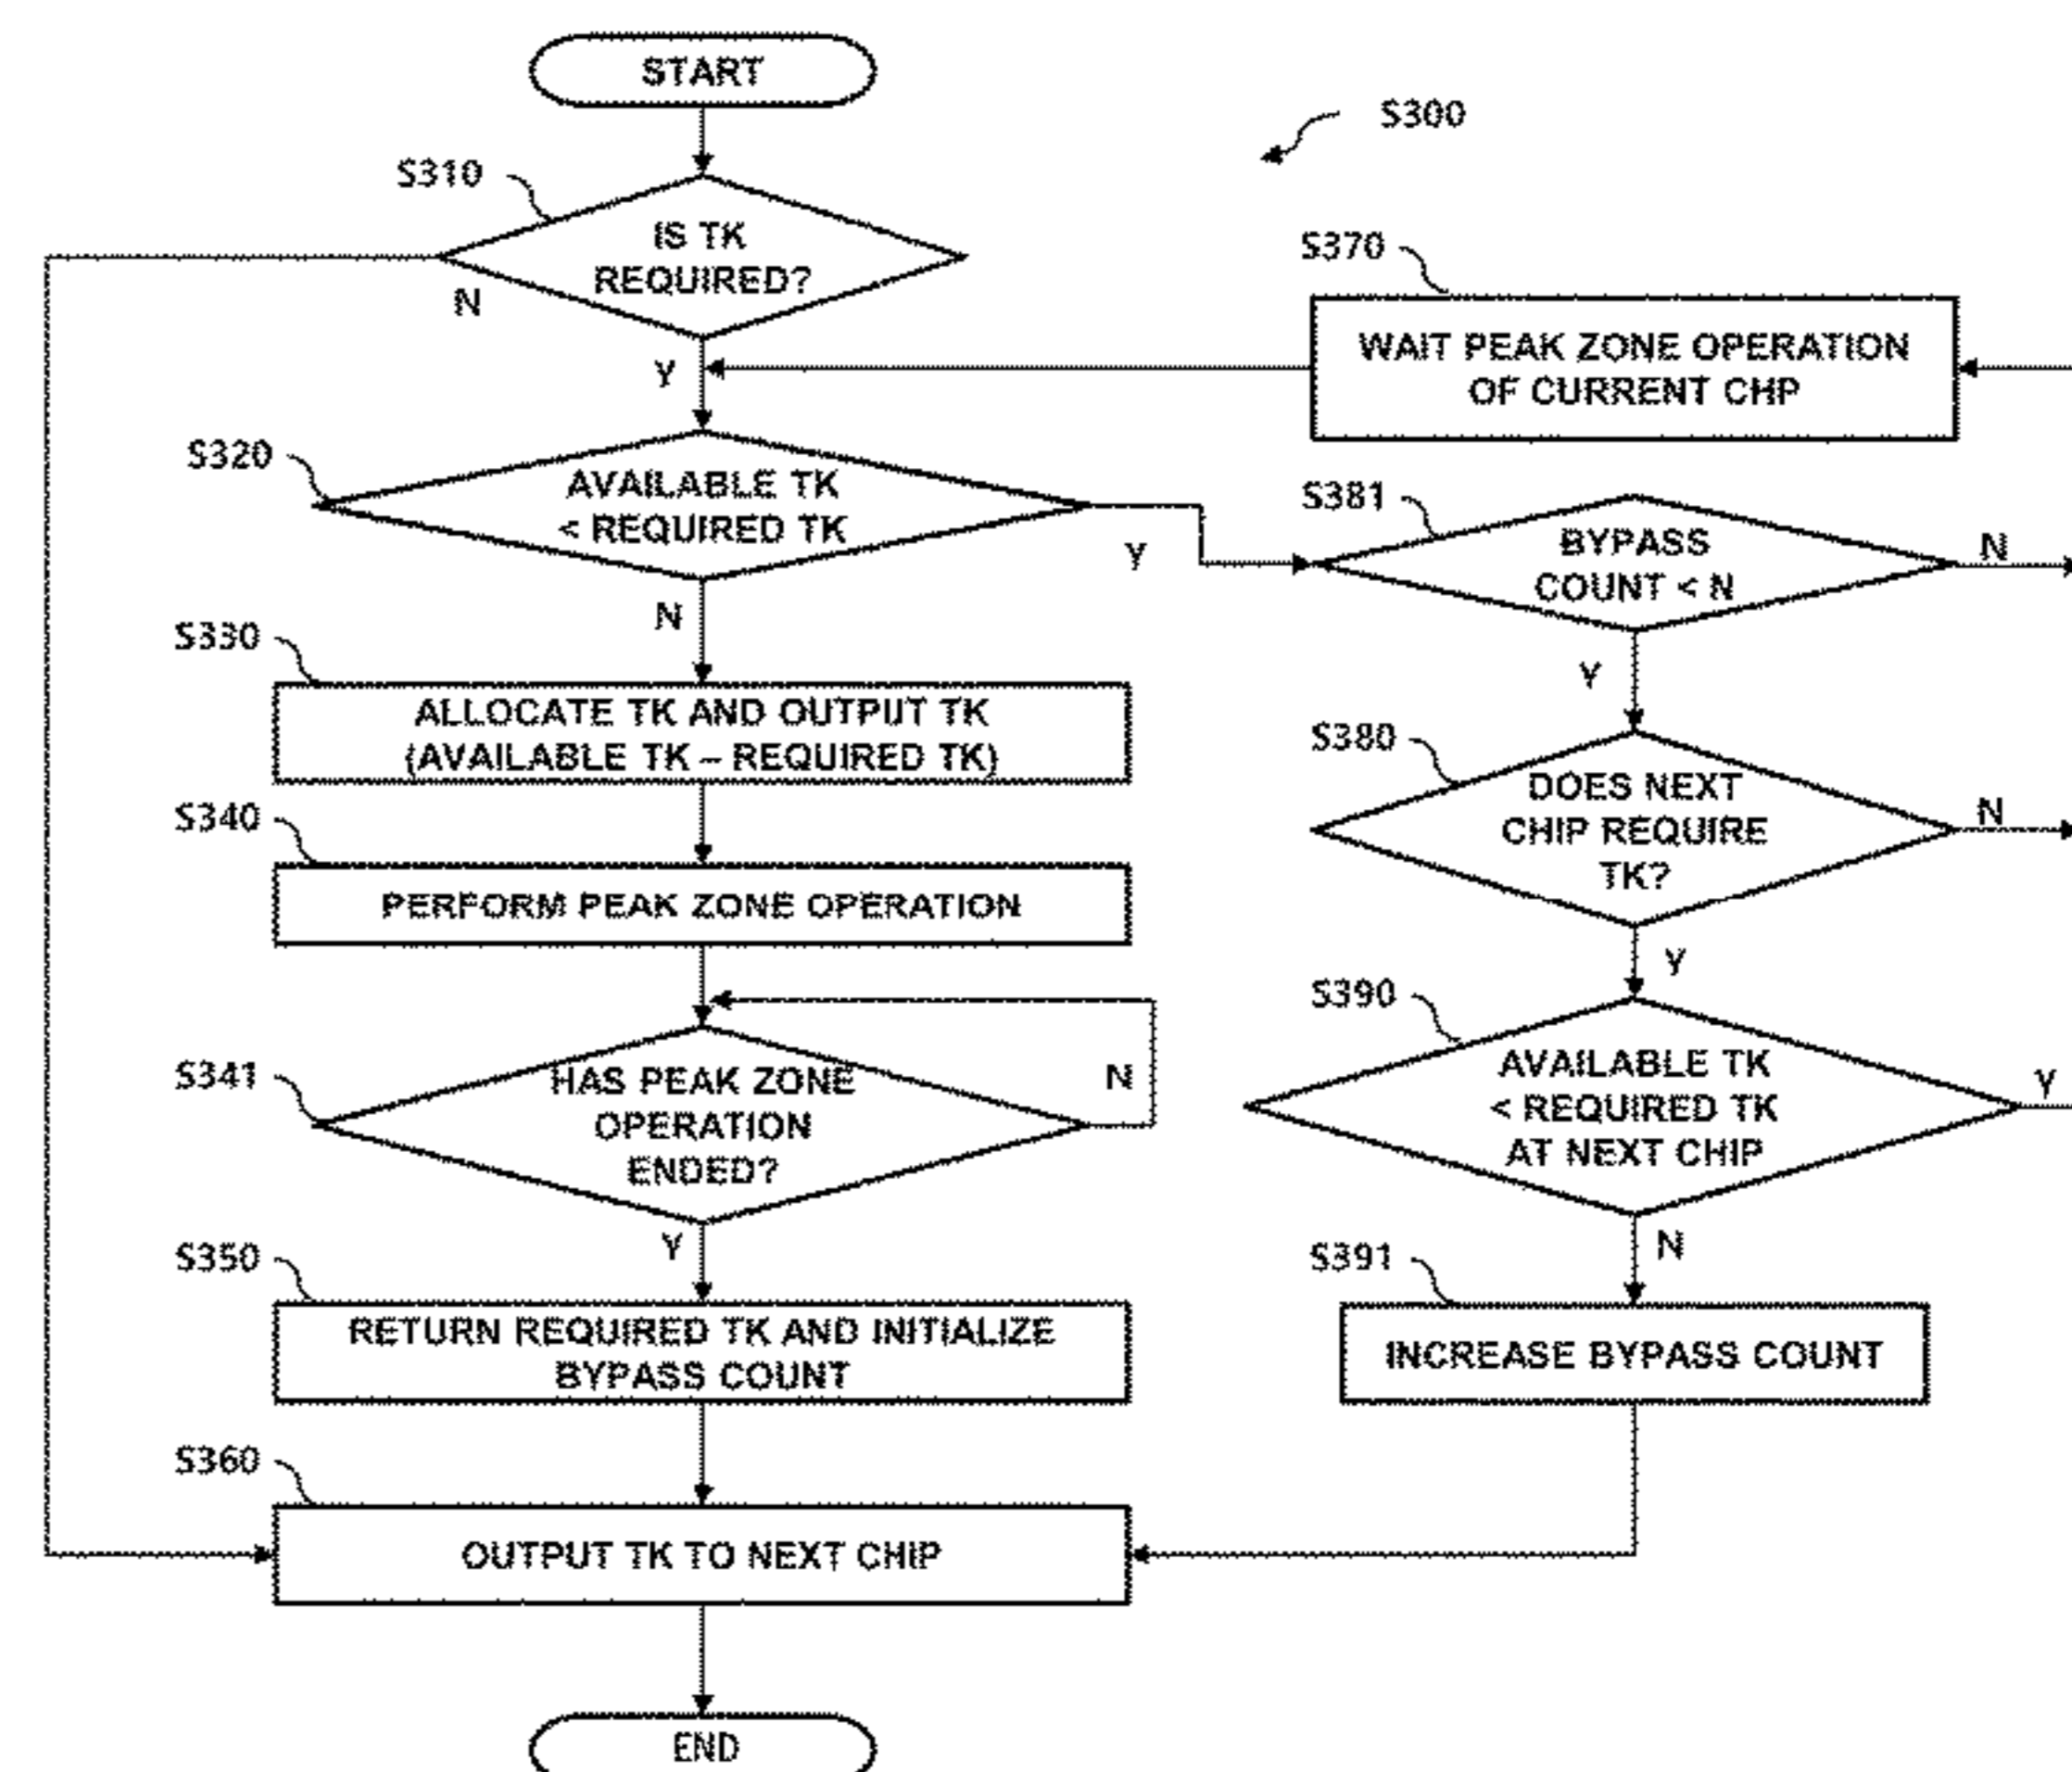 START
S300
S310
IS TK
REQUIRED?
N
Y
S370
WAIT PEAK ZONE OPERATION
OF CURRENT CHP
S320
AVAILABLE TK
< REQUIRED TK
Y
N
S381
BYPASS
COUNT < N
N
Y
S330
ALLOCATE TK AND OUTPUT TK
(AVAILABLE TK – REQUIRED TK)
S380
DOES NEXT
CHIP REQUIRE
TK?
N
Y
S340
PERFORM PEAK ZONE OPERATION
S390
AVAILABLE TK
< REQUIRED TK
AT NEXT CHIP
Y
N
S341
HAS PEAK ZONE
OPERATION
ENDED?
N
Y
S350
RETURN REQUIRED TK AND INITIALIZE
BYPASS COUNT
S391
INCREASE BYPASS COUNT
S360
OUTPUT TK TO NEXT CHIP
END